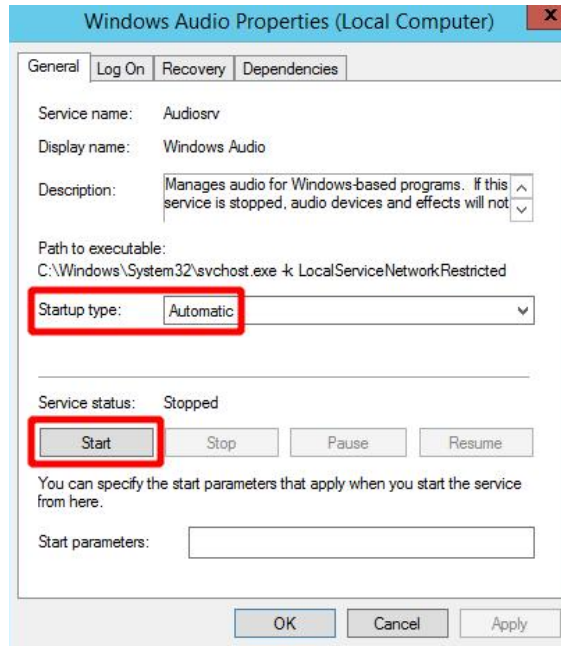 Windows Audio Properties (Local Computer)
x
General Log On Recovery Dependencies
Service name: Audiosrv
Display name: Windows Audio
Description: Manages audio for Windows-based programs. If this
service is stopped, audio devices and effects will not
Path to executable:
C:\Windows\System32\svchost.exe -k LocalServiceNetworkRestricted
Startup type: Automatic
Service status: Stopped
Start Stop Pause Resume
You can specify the start parameters that apply when you start the service
from here.
Start parameters:
OK Cancel Apply